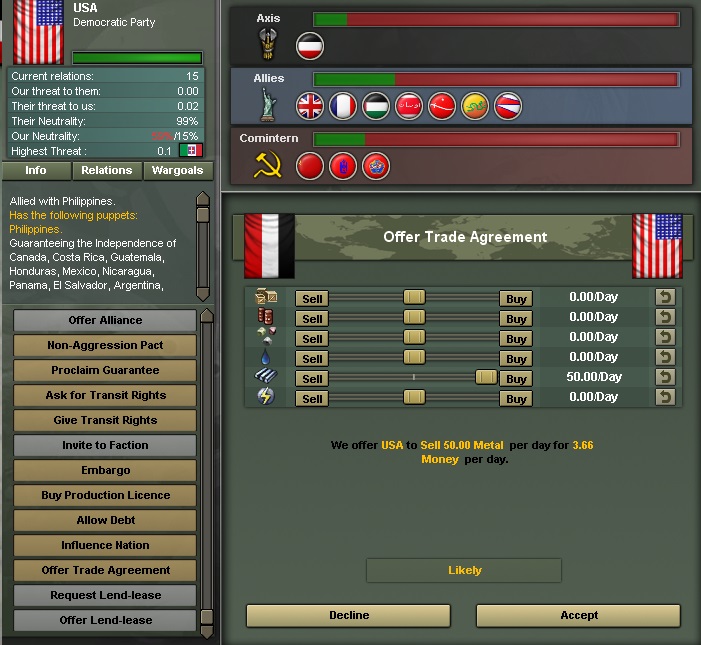 USA
Democratic Party
Current relations: 15
Our threat to them: 0.00
Their threat to us: 0.02
Their Neutrality: 99%
Our Neutrality: /15%
Highest Threat : 0.1
Info Relations Wargoals
Allied with Philippines.
Has the following puppets:
Philippines.
Guaranteeing the Independence of
Canada, Costa Rica, Guatemala,
Honduras, Mexico, Nicaragua,
Panama, El Salvador, Argentina,
Offer Alliance
Non-Aggression Pact
Proclaim Guarantee
Ask for Transit Rights
Give Transit Rights
Invite to Faction
Embargo
Buy Production Licence
Allow Debt
Influence Nation
Offer Trade Agreement
Request Lend-lease
Offer Lend-lease
Axis
Allies
Comintern
Offer Trade Agreement
Sell Buy 0.00/Day
Sell Buy 0.00/Day
Sell Buy 0.00/Day
Sell Buy 0.00/Day
Sell Buy 50.00/Day
Sell Buy 0.00/Day
We offer USA to Sell 50.00 Metal per day for 3.66
Money per day.
Likely
Decline Accept